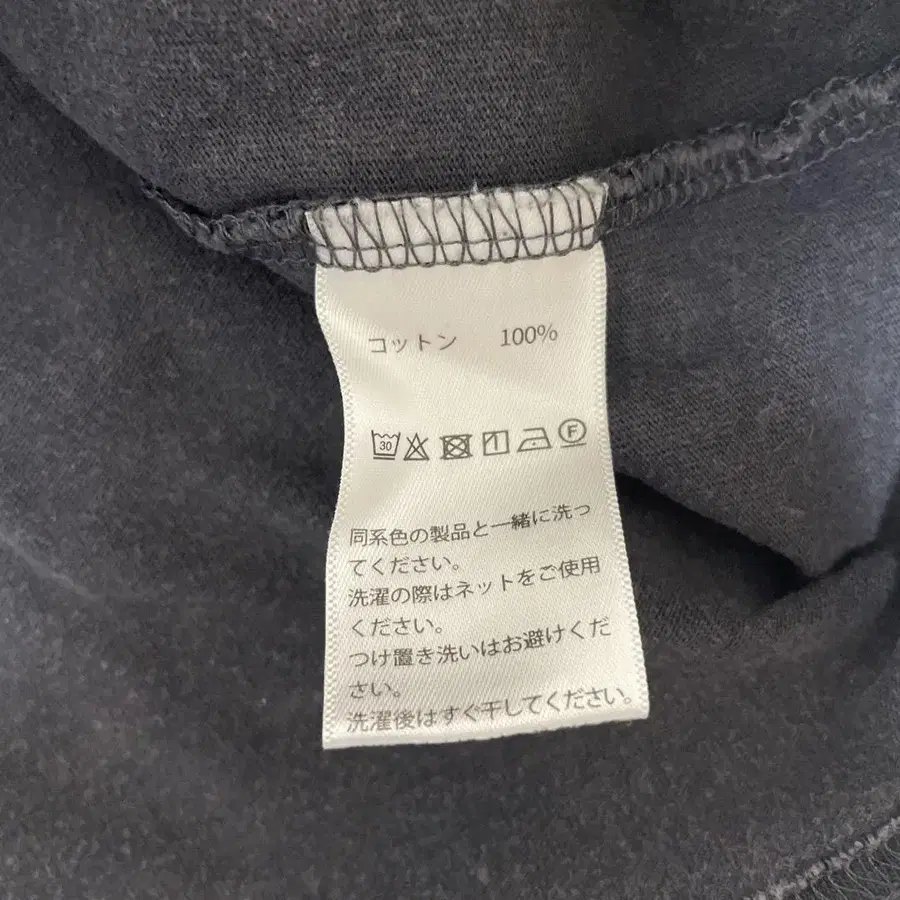 コットン 100%
30 F
同系色の製品と一緒に洗っ
てください。
洗濯の際はネットをご使用
ください。
つけ置き洗いはお避けくだ
さい。
洗濯後はすぐ干してください。